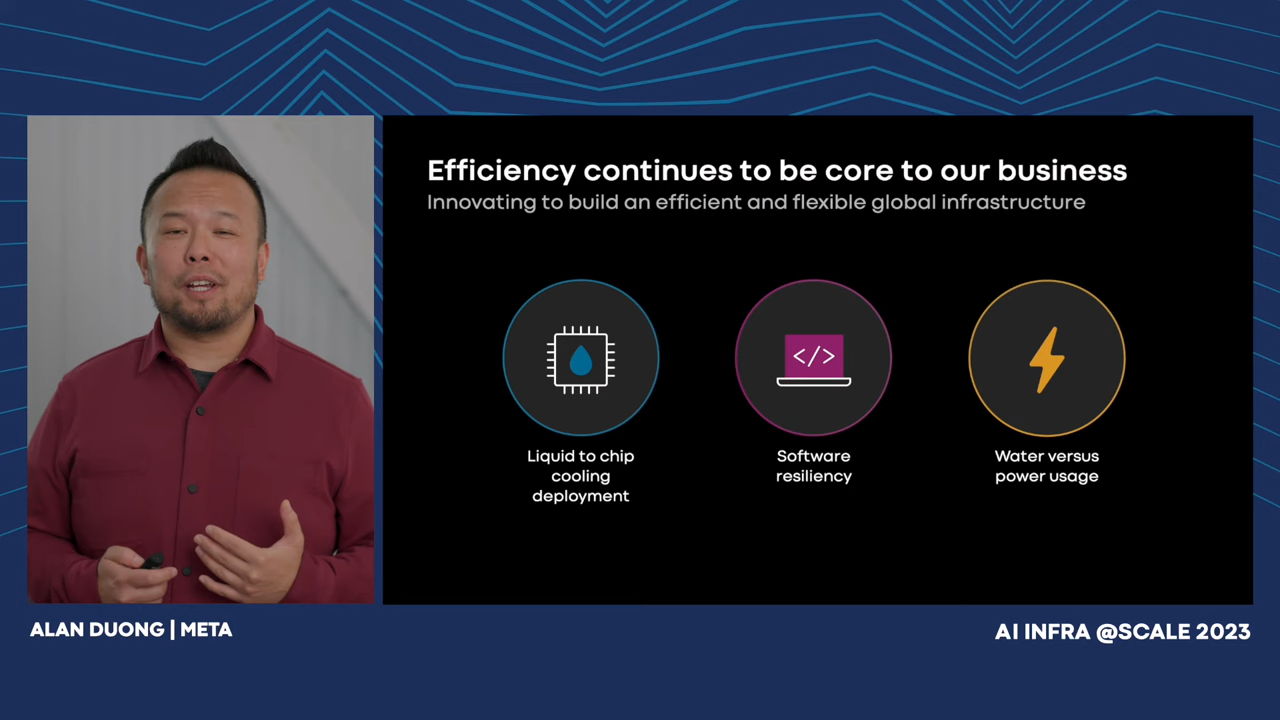 Efficiency continues to be core to our business
Innovating to build an efficient and flexible global infrastructure
</>
Liquid to chip
cooling
deployment
Software
resiliency
Water versus
power usage
ALAN DUONG | META
AI INFRA @SCALE 2023